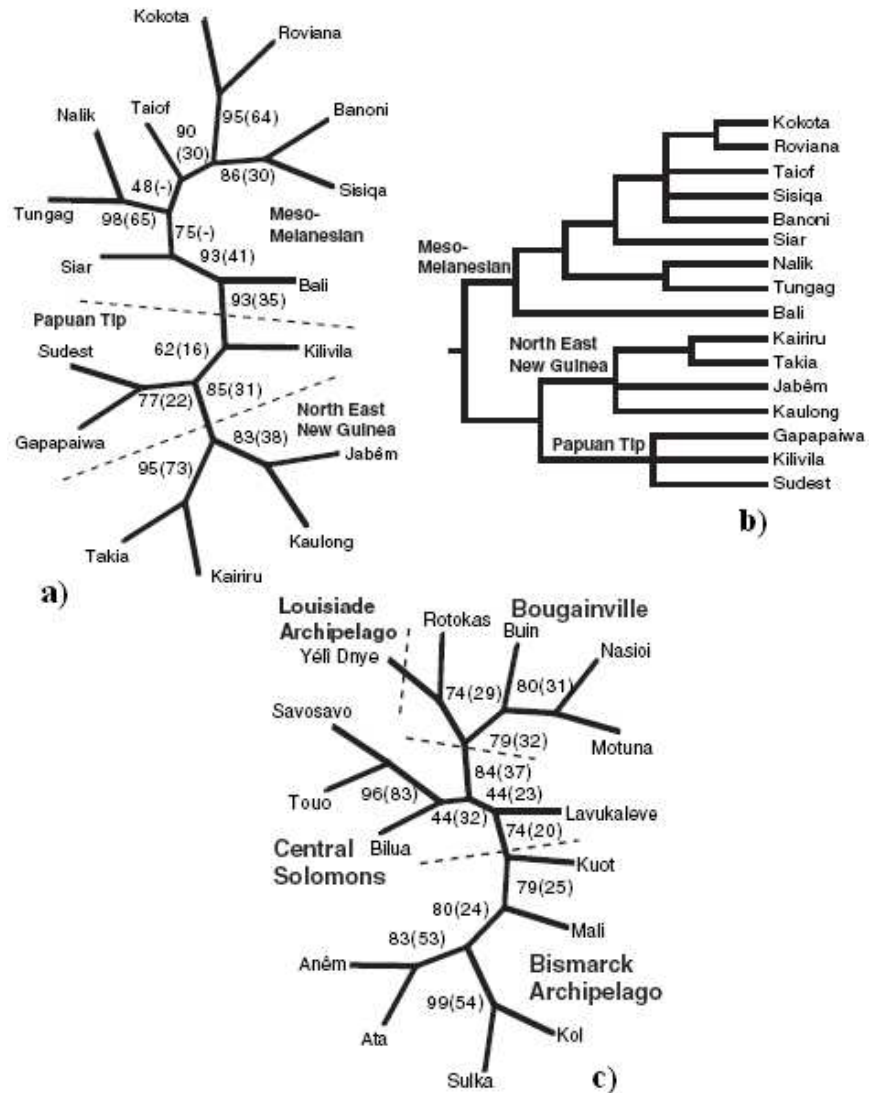 Kokota
Roviana
Nalik
Taiof
90
(30)
95(64)
Banoni
86(30)
Sisiqa
48(-)
Tungag
98(65)
75(-)
Meso-
Melanesian
Siar
93(41)
Bali
93(35)
Papuan Tip
Sudest
62(16)
Kilivila
77(22)
85(31)
North East
New Guinea
Gapapaiwa
83(38)
Jabêm
95(73)
Kaulong
Takia
Kairiru
a)
Kokota
Roviana
Taiof
Sisiqa
Banoni
Siar
Meso-
Melanesian
Nalik
Tungag
Bali
North East
New Guinea
Kairiru
Takia
Jabêm
Kaulong
Papuan Tip
Gapapaiwa
Kilivila
Sudest
b)
Louisiade
Archipelago
Yélî Dnye
Rotokas
Bougainville
Buin
Nasioi
74(29)
80(31)
Motuna
79(32)
Savosavo
84(37)
Touo
96(83)
44(32)
44(23)
Lavukaleve
Bilua
74(20)
Central
Solomons
Kuot
79(25)
80(24)
Mali
83(53)
Anêm
Bismarck
Archipelago
99(54)
Ata
Kol
Sulka
c)